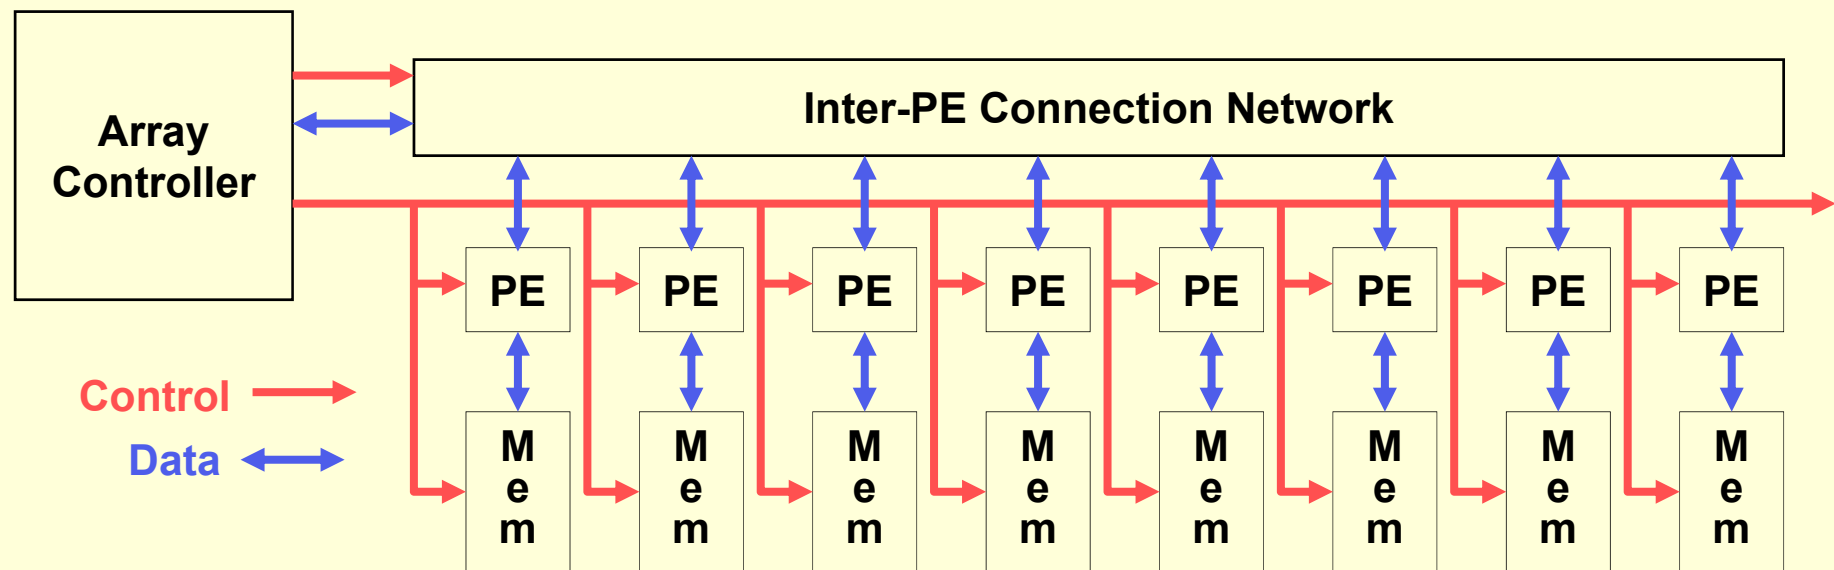 Array
Controller
Inter-PE Connection Network
PE PE PE PE PE PE PE PE
Control
Data
M M M M M M M M
e e e e e e e e
m m m m m m m m